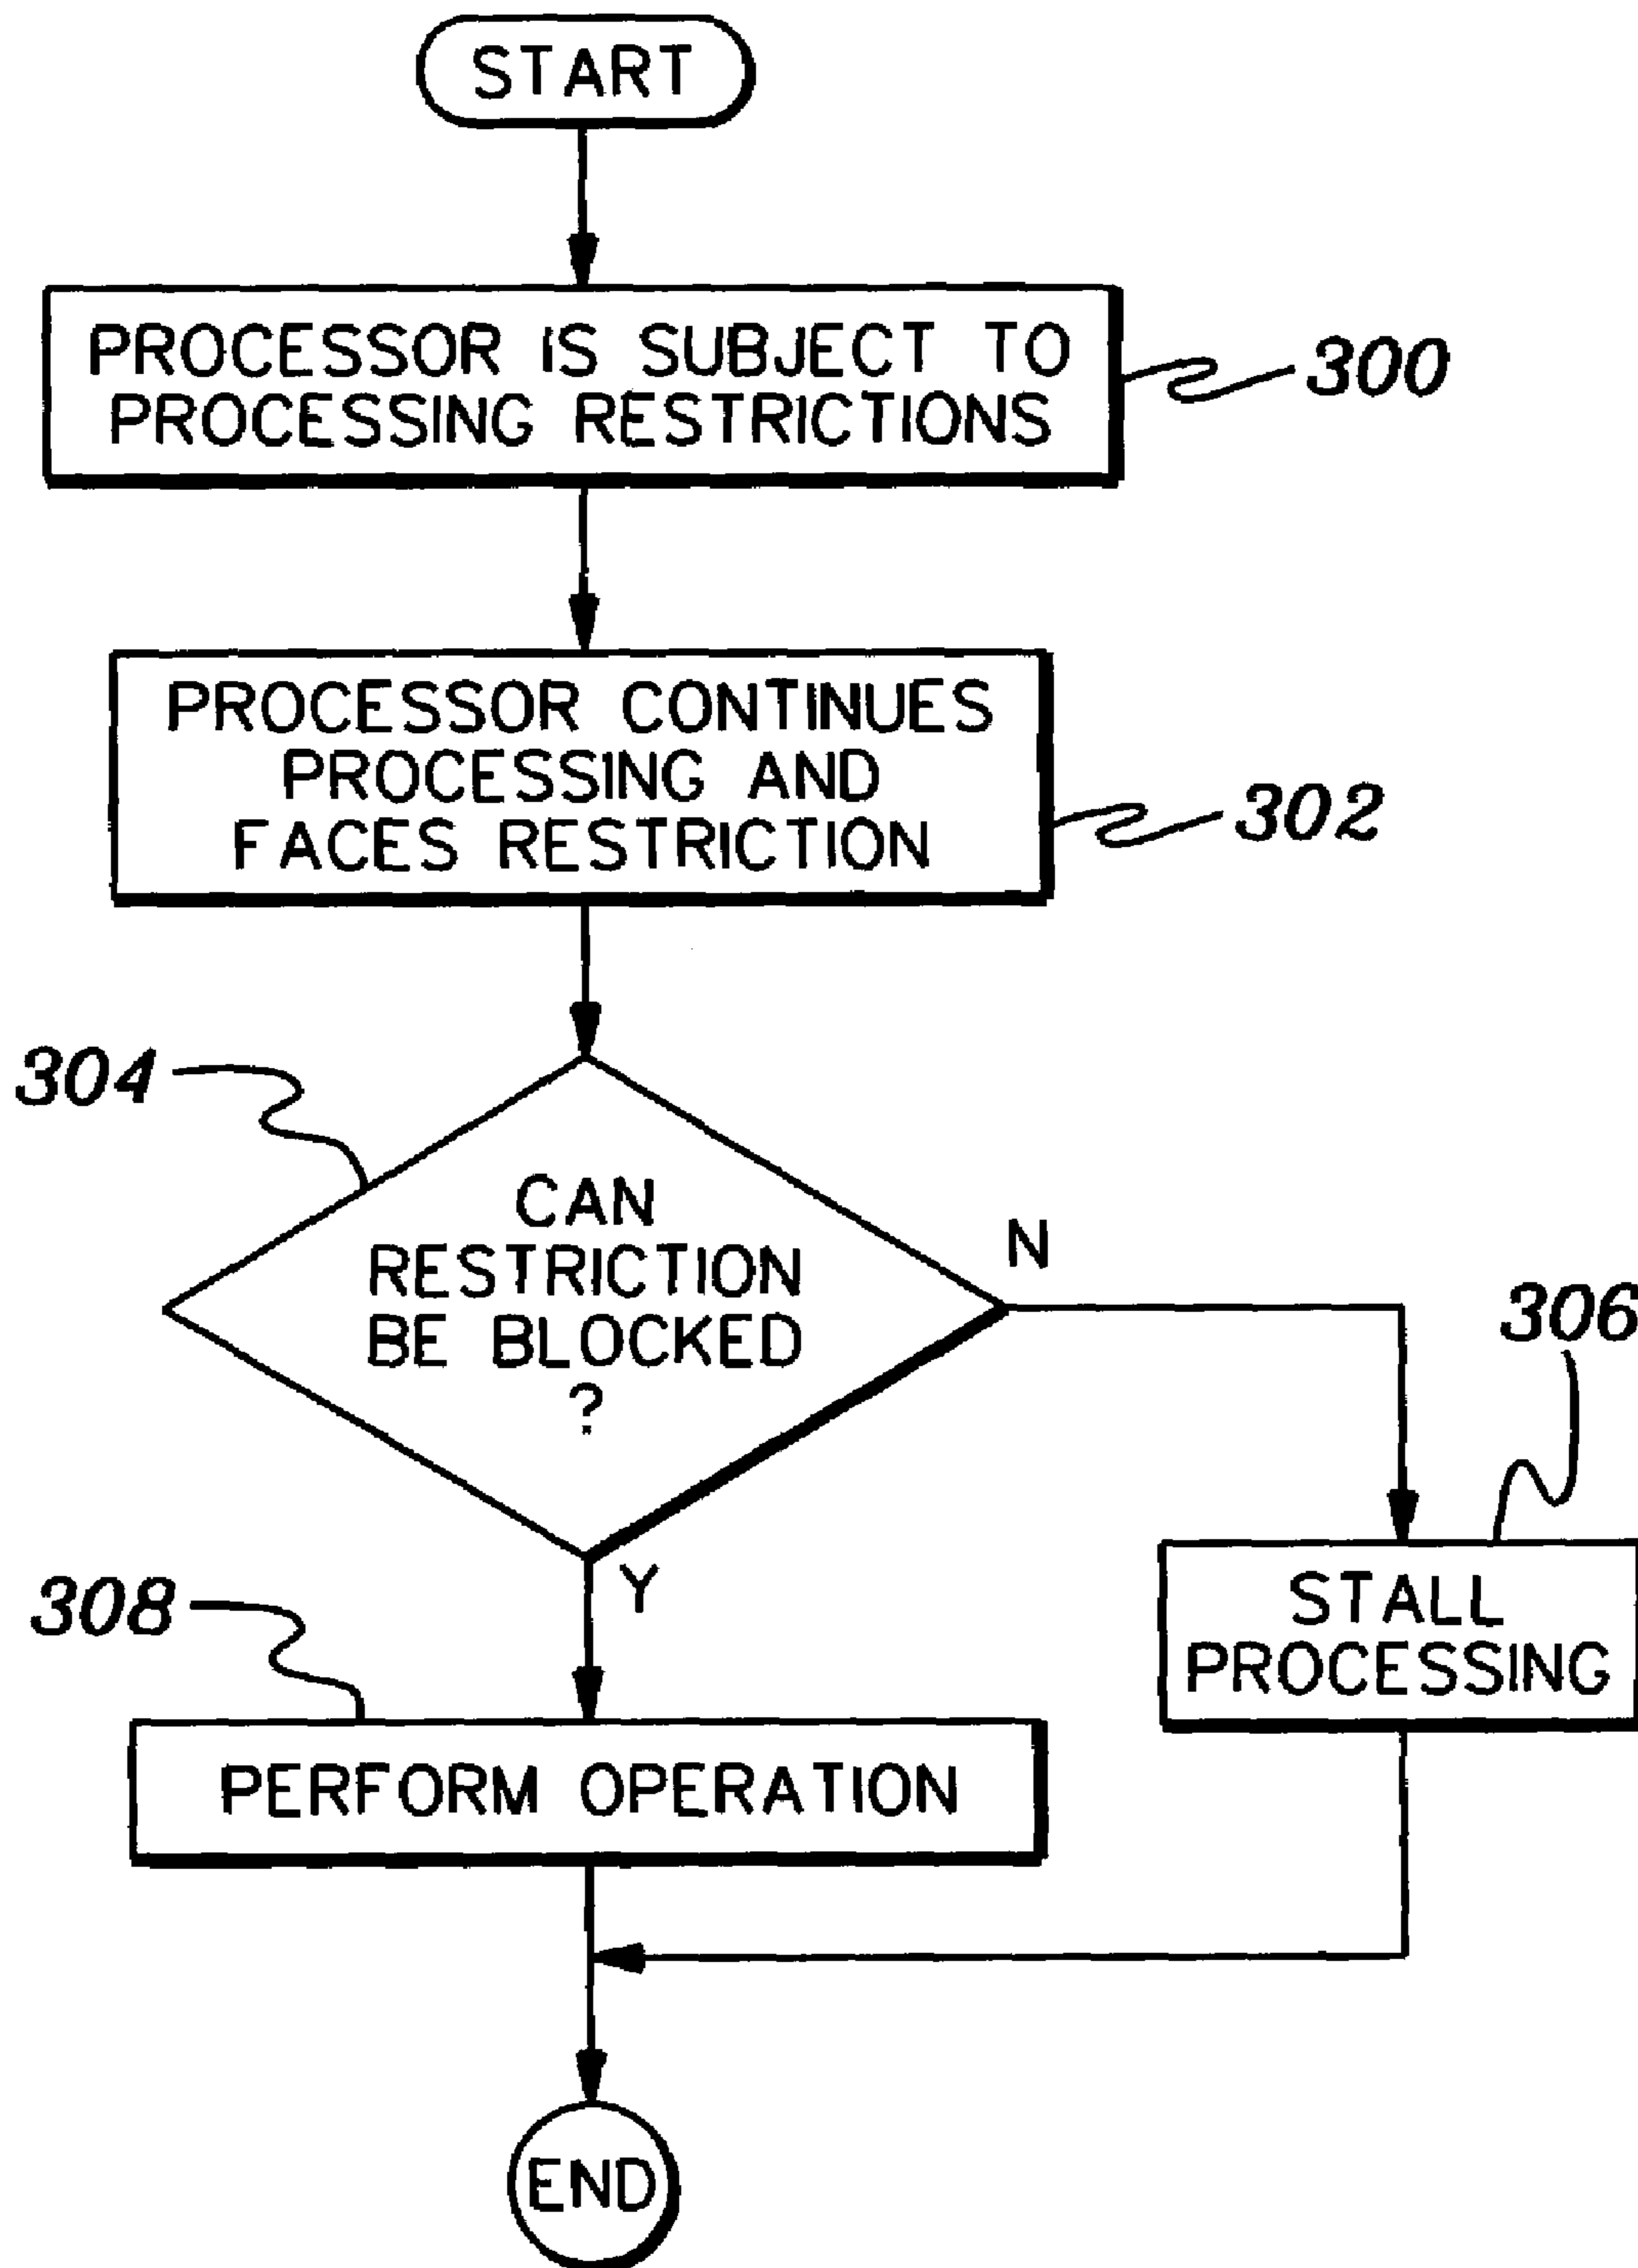 START
PROCESSOR IS SUBJECT TO
PROCESSING RESTRICTIONS
300
PROCESSOR CONTINUES
PROCESSING AND
FACES RESTRICTION
302
304
CAN
RESTRICTION
BE BLOCKED
?
N
306
Y
STALL
PROCESSING
308
PERFORM OPERATION
END